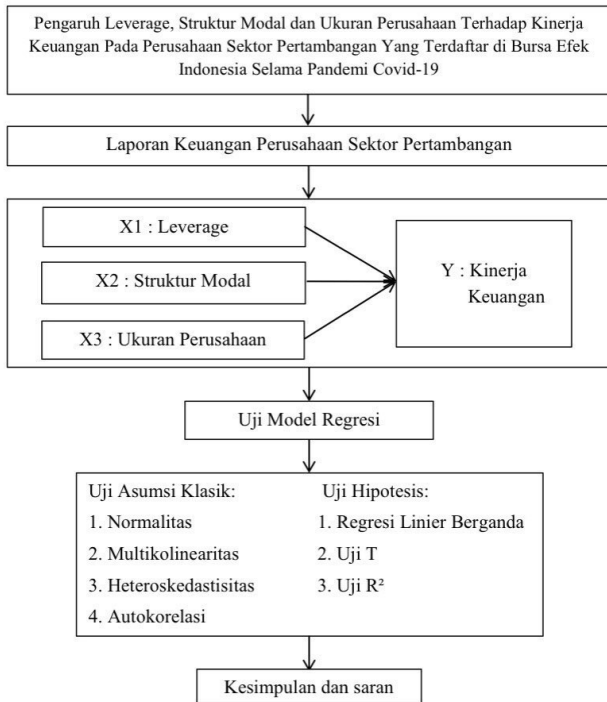 Pengaruh Leverage, Struktur Modal dan Ukuran Perusahaan Terhadap Kinerja
Keuangan Pada Perusahaan Sektor Pertambangan Yang Terdaftar di Bursa Efek
Indonesia Selama Pandemi Covid-19
Laporan Keuangan Perusahaan Sektor Pertambangan
X1 : Leverage
X2 : Struktur Modal
X3 : Ukuran Perusahaan
Y : Kinerja
Keuangan
Uji Model Regresi
Uji Asumsi Klasik:
1. Normalitas
2. Multikolinearitas
3. Heteroskedastisitas
4. Autokorelasi
Uji Hipotesis:
1. Regresi Linier Berganda
2. Uji T
3. Uji R²
Kesimpulan dan saran